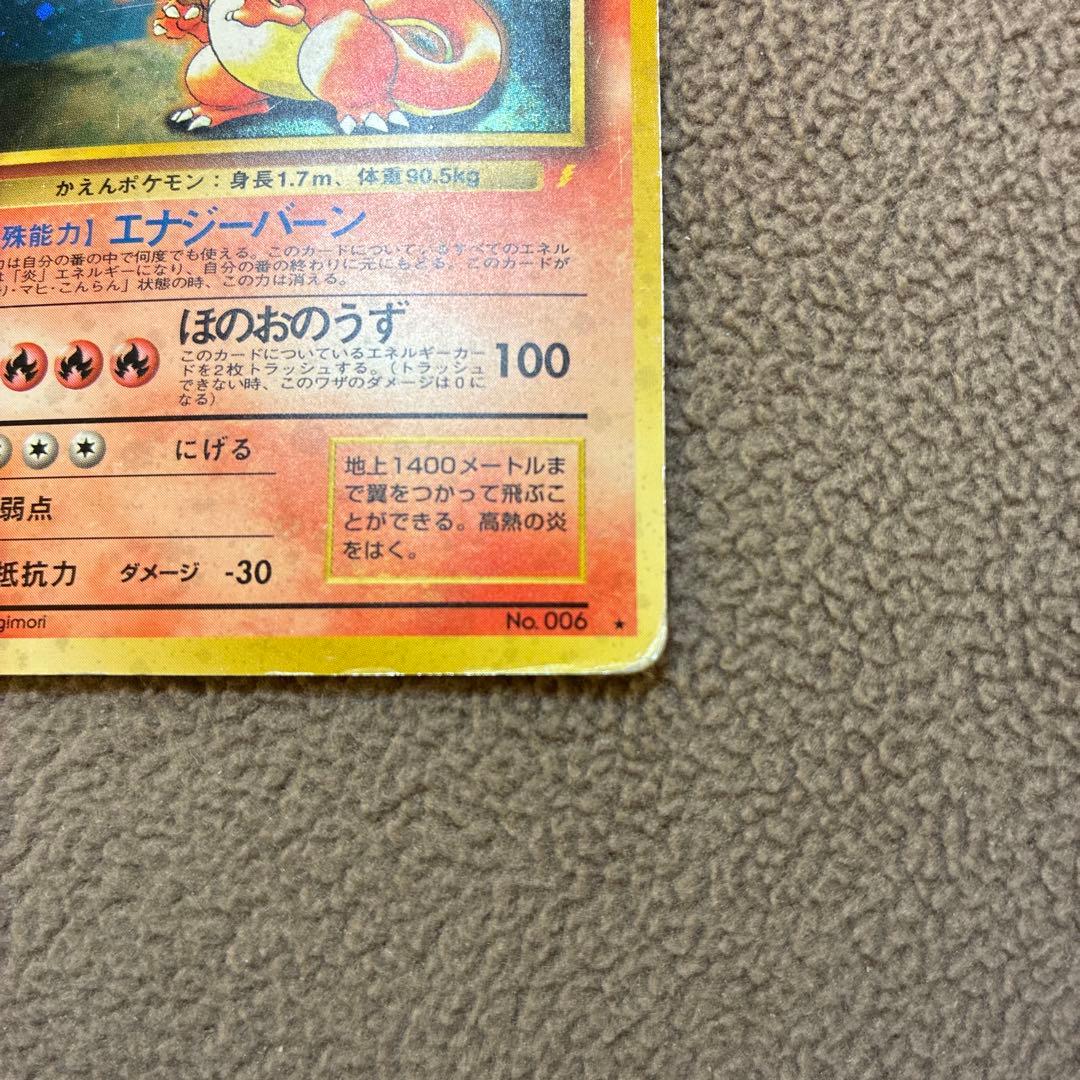 かえんポケモン：身長1.7m、体重90.5kg
殊能力】エナジーバーン
力は自分の番の中で何度でも使える。このカードについているすべてのエネル
は「炎」エネルギーになり、自分の番の終わりに元にもどる。このカードが
り・マヒ・こんらん」状態の時、この力は消える。
ほのおのうず
このカードについているエネルギーカー
ドを2枚トラッシュする。（トラッシュ
できない時、このワザのダメージは0に
なる）
100
にげる
弱点
抵抗力 ダメージ -30
地上1400メートルま
で翼をつかって飛ぶこ
とができる。高熱の炎
をはく。
gimori
No. 006 ★